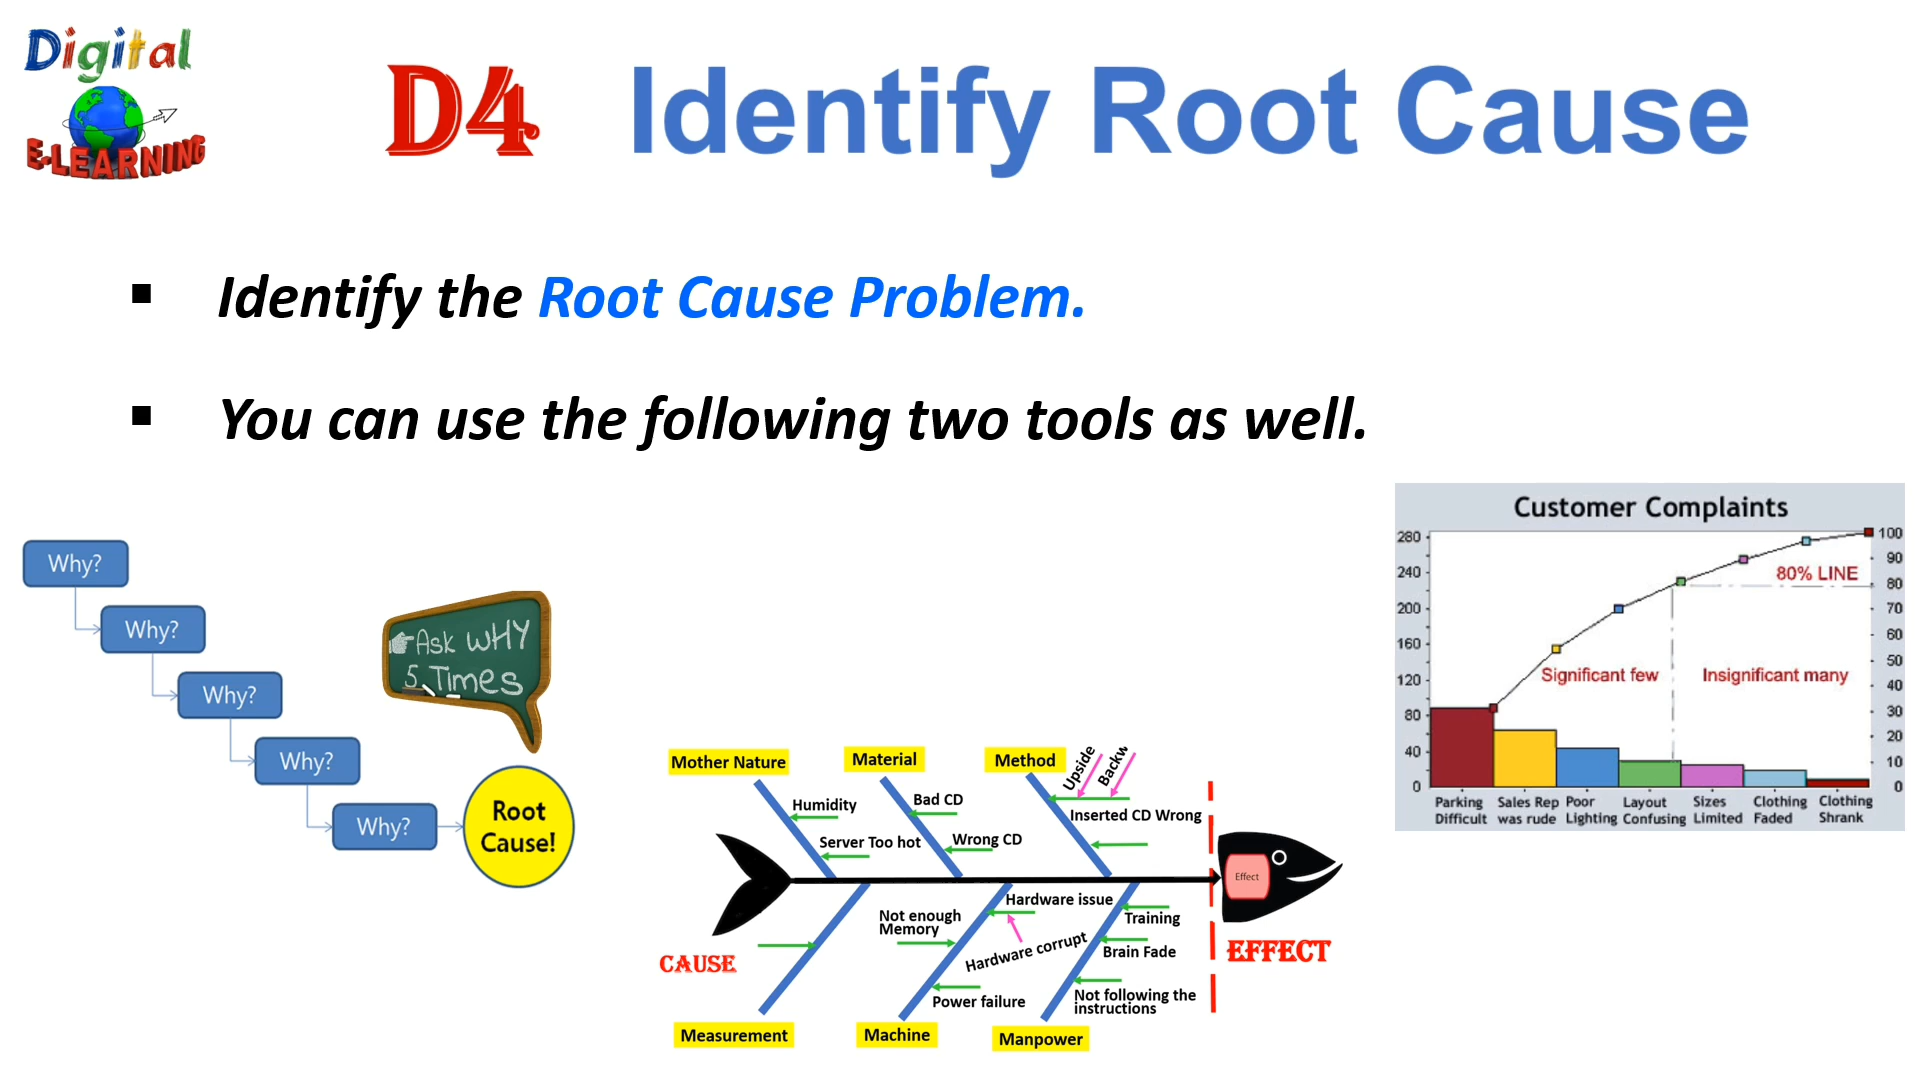 Digital
E-LEARNING
D4 Identify Root Cause
▪ Identify the Root Cause Problem.
▪ You can use the following two tools as well.
Why?
Why?
Why?
Why?
Why?
Root
Cause!
Ask WHY
5 Times
Mother Nature
Material
Method
Humidity
Server Too hot
Bad CD
Wrong CD
Upside
Backw
Inserted CD Wrong
Effect
Not enough
Memory
Hardware issue
Hardware corrupt
Power failure
Training
Brain Fade
Not following the
instructions
CAUSE
EFFECT
Measurement
Machine
Manpower
Customer Complaints
280
240
200
160
120
80
40
0
100
90
80
70
60
50
40
30
20
10
0
80% LINE
Significant few
Insignificant many
Parking
Difficult
Sales Rep
was rude
Poor
Lighting
Layout
Confusing
Sizes
Limited
Clothing
Faded
Clothing
Shrank